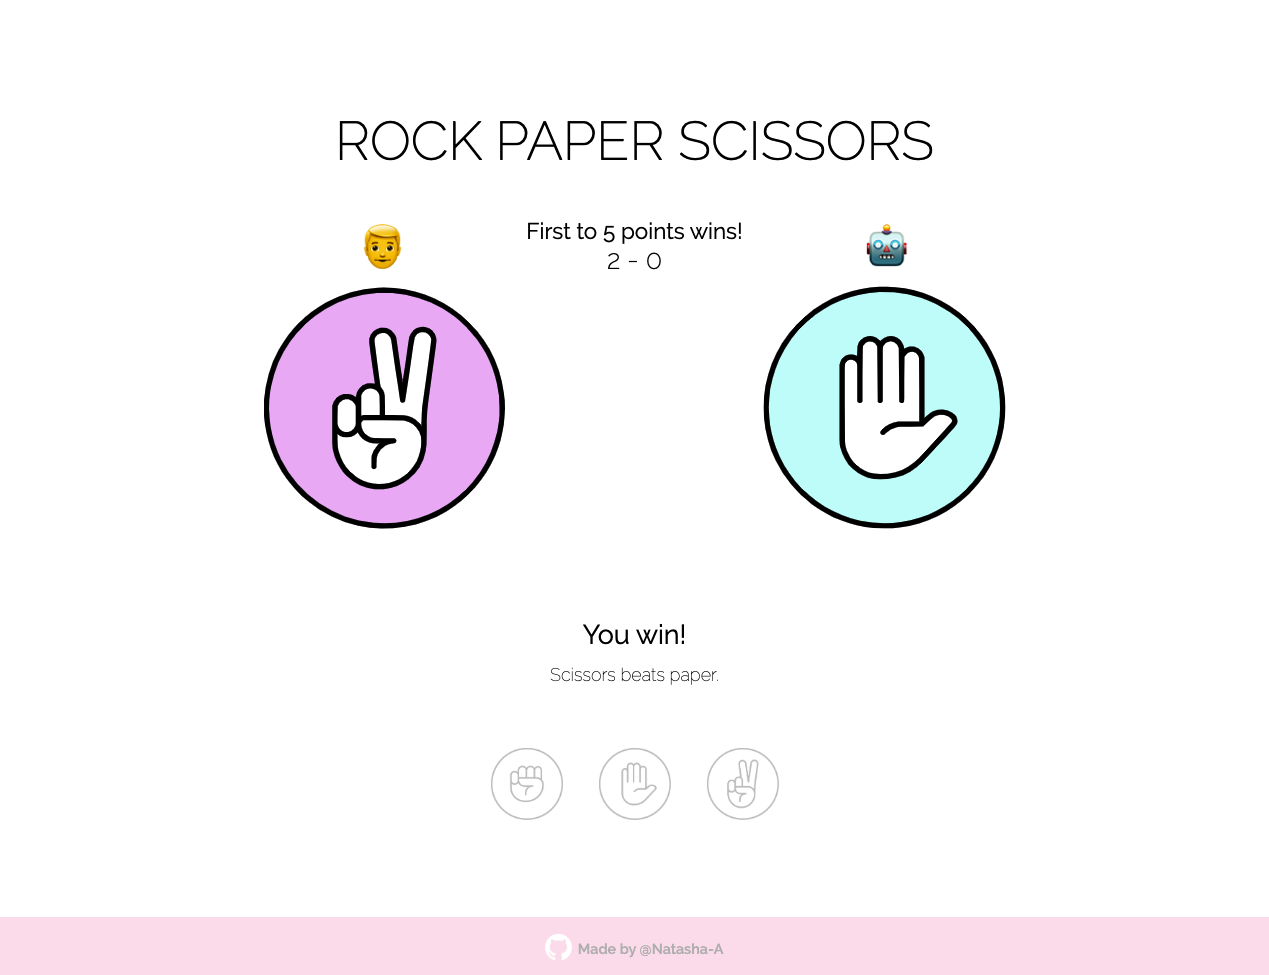 ROCK PAPER SCISSORS
First to 5 points wins!
2 - 0
You win!
Scissors beats paper.
Made by @Natasha-A